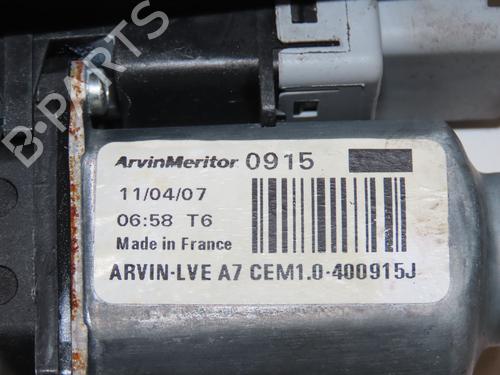 B-PARTS
ArvinMeritor 0915
11/04/07
06:58 T6
Made in France
ARVIN-LVE A7 CEM1.0-400915J